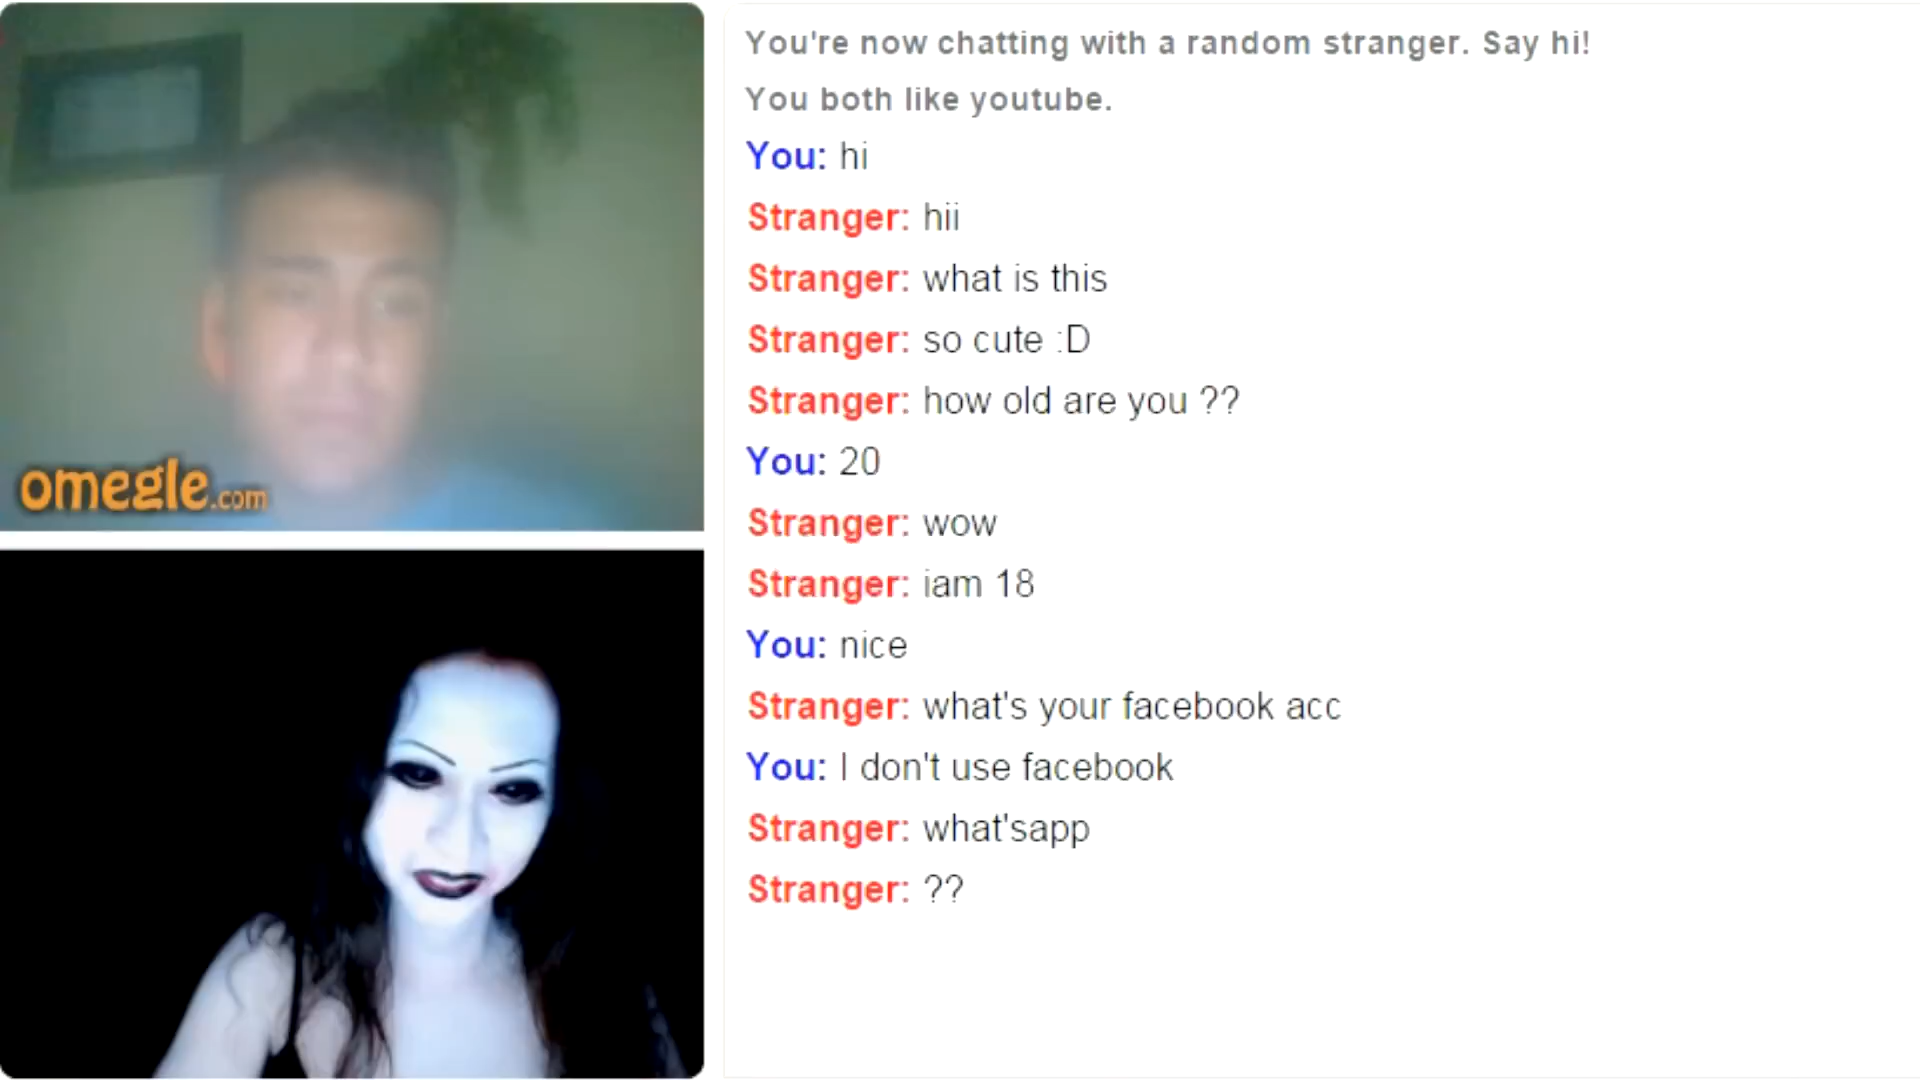 You're now chatting with a random stranger. Say hi!
You both like youtube.
You: hi
Stranger: hii
Stranger: what is this
Stranger: so cute :D
Stranger: how old are you ??
You: 20
Stranger: wow
Stranger: iam 18
You: nice
Stranger: what's your facebook acc
You: I don't use facebook
Stranger: what'sapp
Stranger: ??
omegle.com